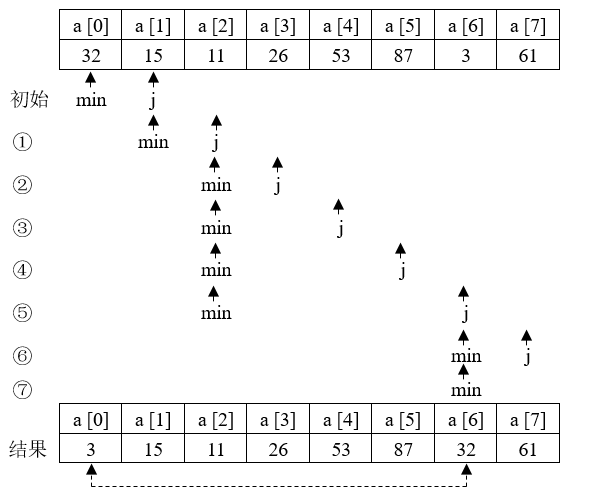 a [0] a [1] a [2] a [3] a [4] a [5] a [6] a [7]
32 15 11 26 53 87 3 61
初始 min j
① min j
② min j
③ min j
④ min j
⑤ min j
⑥ min j
⑦ min
a [0] a [1] a [2] a [3] a [4] a [5] a [6] a [7]
结果 3 15 11 26 53 87 32 61